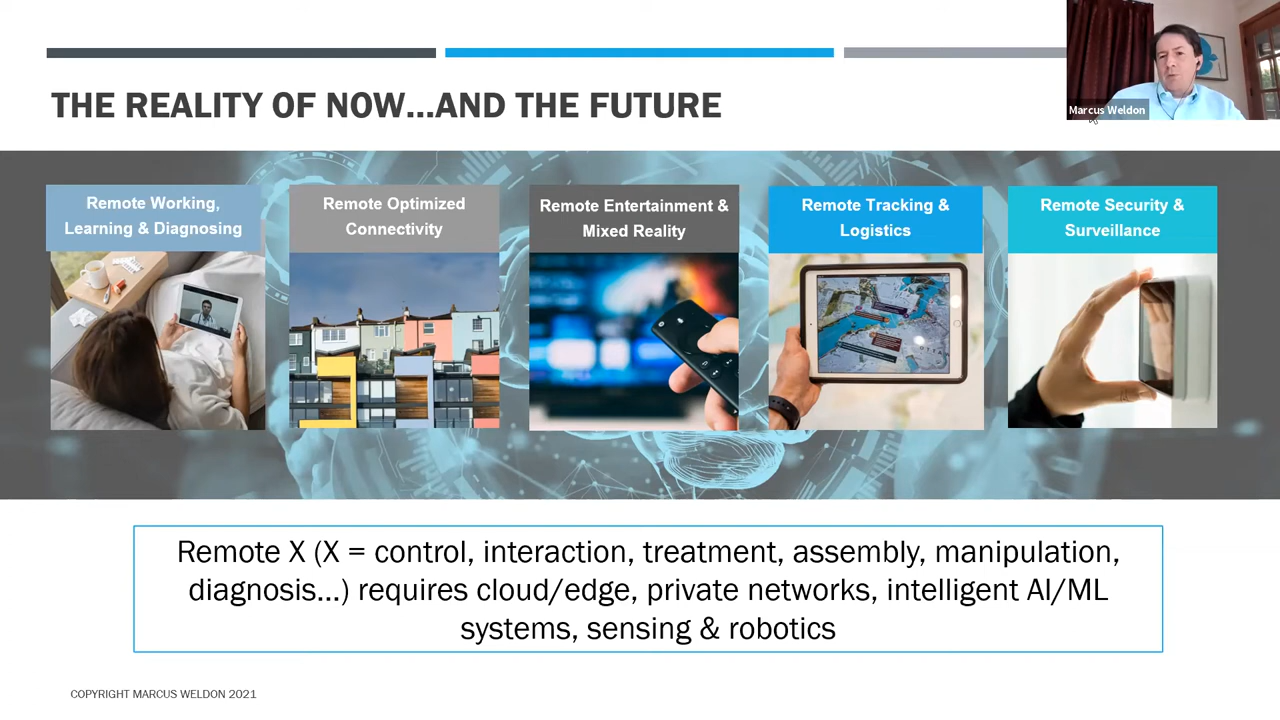 Marcus Weldon
THE REALITY OF NOW...AND THE FUTURE
Remote Working,
Learning & Diagnosing
Remote Optimized
Connectivity
Remote Entertainment &
Mixed Reality
Remote Tracking &
Logistics
Remote Security &
Surveillance
Remote X (X = control, interaction, treatment, assembly, manipulation,
diagnosis...) requires cloud/edge, private networks, intelligent AI/ML
systems, sensing & robotics
COPYRIGHT MARCUS WELDON 2021